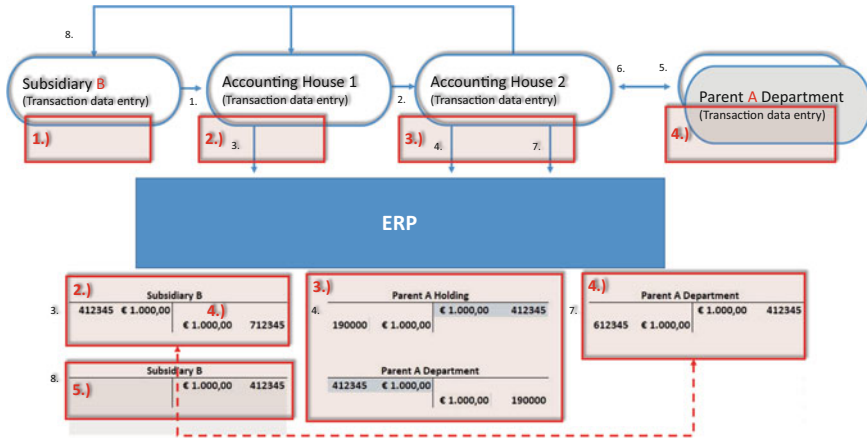 8.
Subsidiary B
(Transaction data entry)
1.)
1.
Accounting House 1
(Transaction data entry)
2.)
3.
2.
Accounting House 2
(Transaction data entry)
3.)
4.
7.
6.
5.
Parent A Department
(Transaction data entry)
4.)
ERP
3.
2.)
Subsidiary B
412345 € 1.000,00
4.)
€ 1.000,00 712345
8.
Subsidiary B
5.)
€ 1.000,00 412345
3.)
4.
Parent A Holding
€ 1.000,00 412345
190000 € 1.000,00
Parent A Department
412345 € 1.000,00
€ 1.000,00 190000
7.
4.)
Parent A Department
€ 1.000,00 412345
612345 € 1.000,00